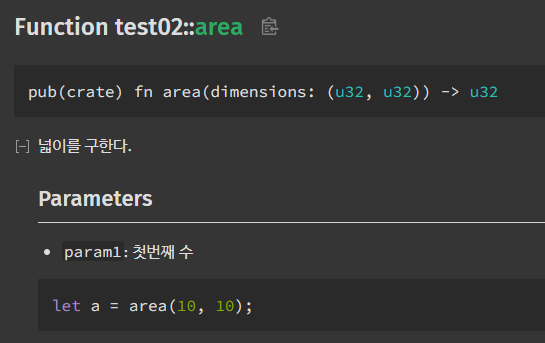 Function test02::area
pub(crate) fn area(dimensions: (u32, u32)) -> u32
[-] 넓이를 구한다.
Parameters
• param1: 첫번째 수
let a = area(10, 10);